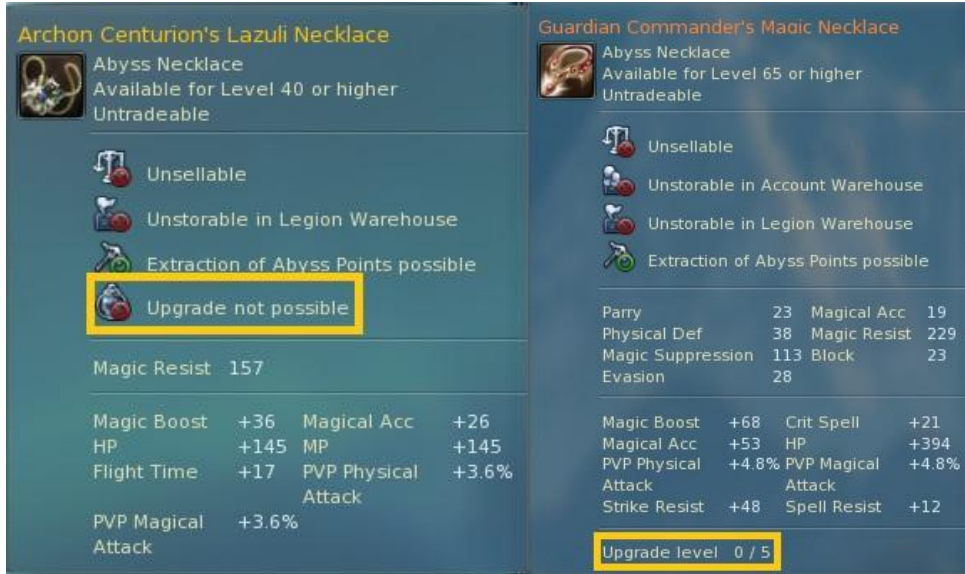 Archon Centurion's Lazuli Necklace
Abyss Necklace
Available for Level 40 or higher
Untradeable
Unsellable
Unstorable in Legion Warehouse
Extraction of Abyss Points possible
Upgrade not possible
Magic Resist 157
Magic Boost +36 Magical Acc +26
HP +145 MP +145
Flight Time +17 PVP Physical +3.6%
Attack
PVP Magical +3.6%
Attack
Guardian Commander's Magic Necklace
Abyss Necklace
Available for Level 65 or higher
Untradeable
Unsellable
Unstorable in Account Warehouse
Unstorable in Legion Warehouse
Extraction of Abyss Points possible
Parry 23 Magical Acc 19
Physical Def 38 Magic Resist 229
Magic Suppression 113 Block 23
Evasion 28
Magic Boost +68 Crit Spell +21
Magical Acc +53 HP +394
PVP Physical +4.8% PVP Magical +4.8%
Attack Attack
Strike Resist +48 Spell Resist +12
Upgrade level 0 / 5